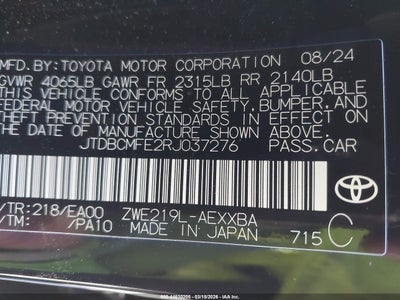 MFD. BY:TOYOTA MOTOR CORPORATION 08/24
GVWR 4065LB GAWR FR 2315LB RR 2140LB
THIS VEHICLE CONFORMS TO ALL APPLICABLE
FEDERAL MOTOR VEHICLE SAFETY, BUMPER, AND
THEFT PREVENTION STANDARDS IN EFFECT ON THE DATE
OF MANUFACTURE SHOWN ABOVE.
JTDBCMFE2RJ037276 PASS.CAR
C/TR:218/EA00 ZWE219L-AEXXBA
A/TM: /PA10 MADE IN JAPAN 715 C
TOYOTA